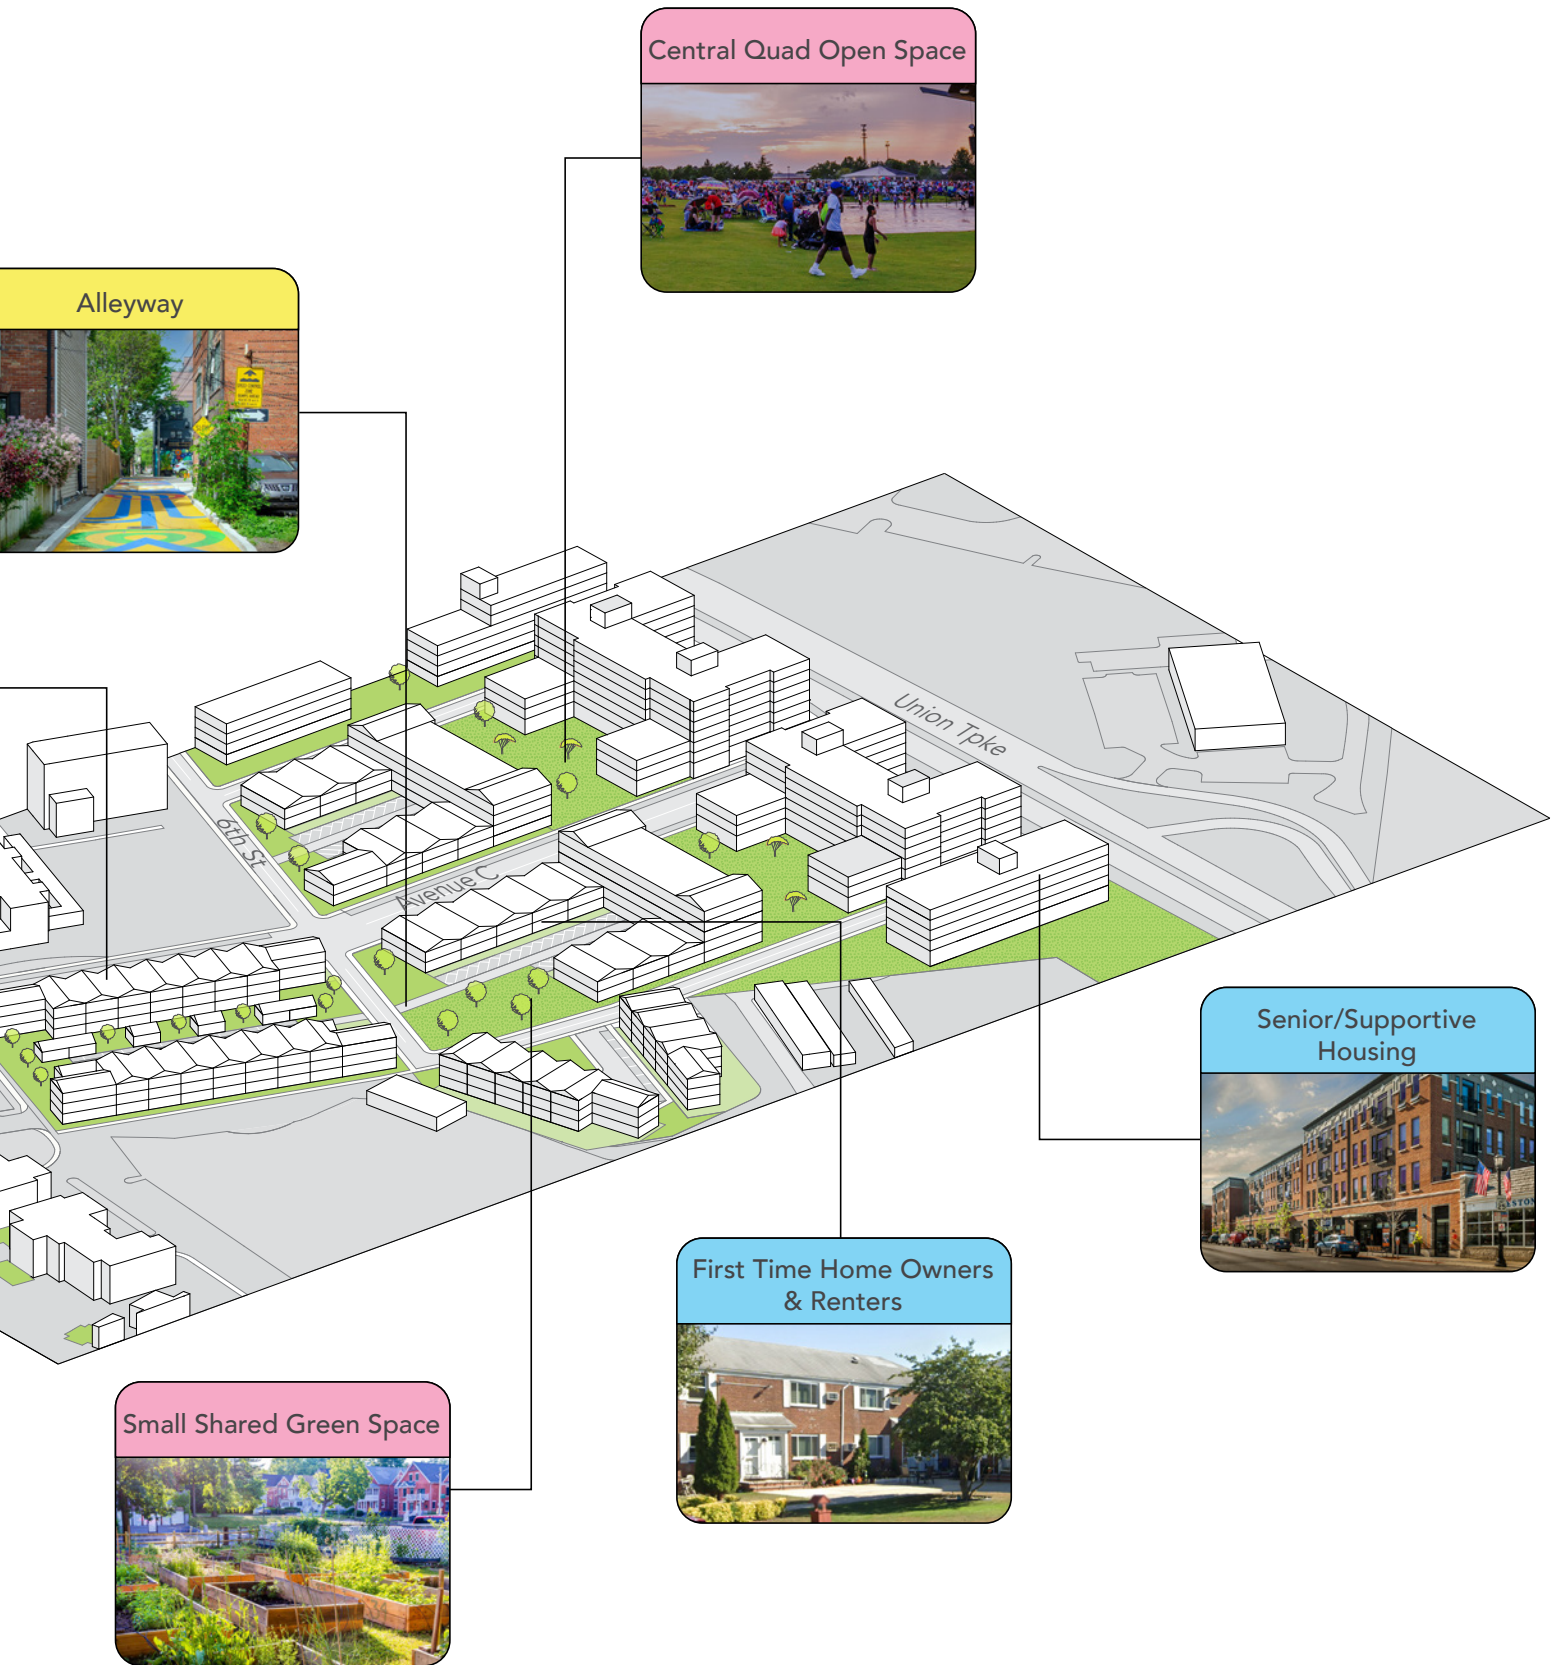 Central Quad Open Space
Alleyway
Union Tpke
6th St
Avenue C
Senior/Supportive
Housing
First Time Home Owners
& Renters
Small Shared Green Space